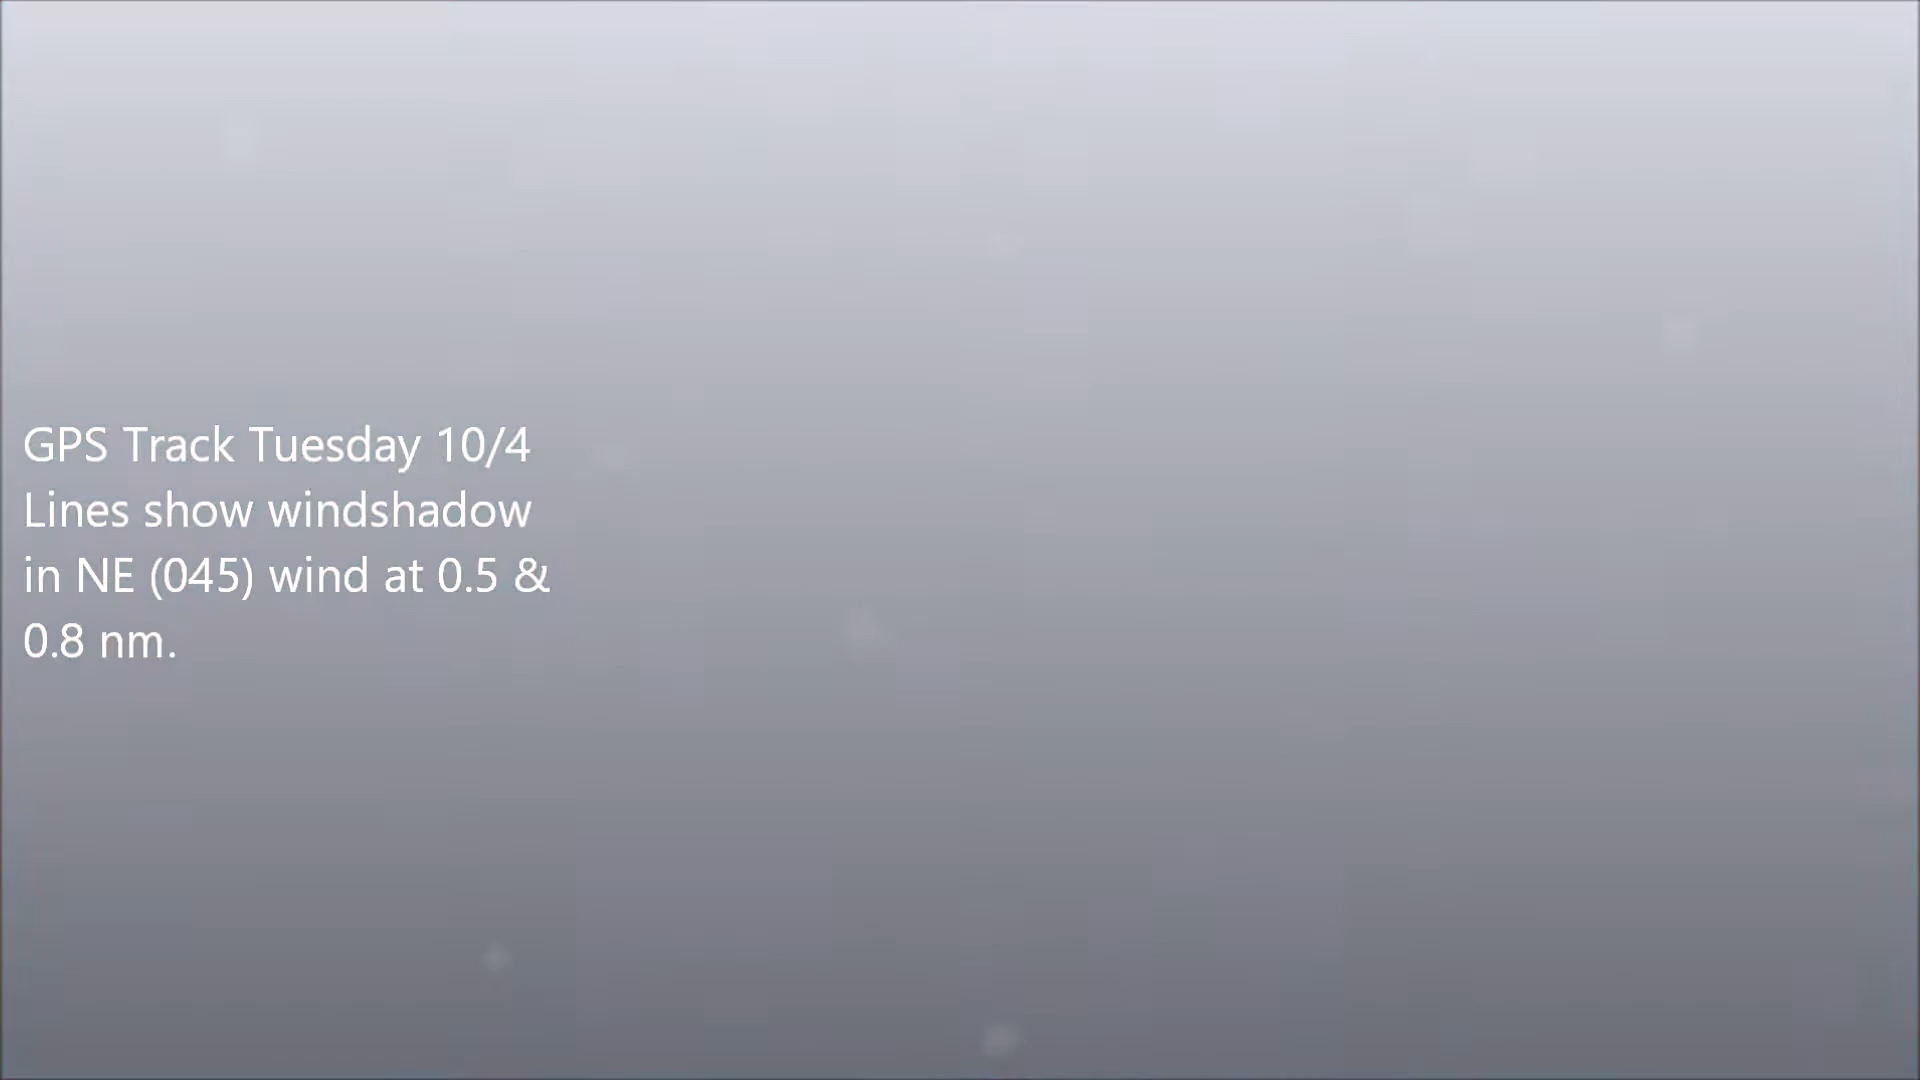 GPS Track Tuesday 10/4
Lines show windshadow
in NE (045) wind at 0.5 &
0.8 nm.